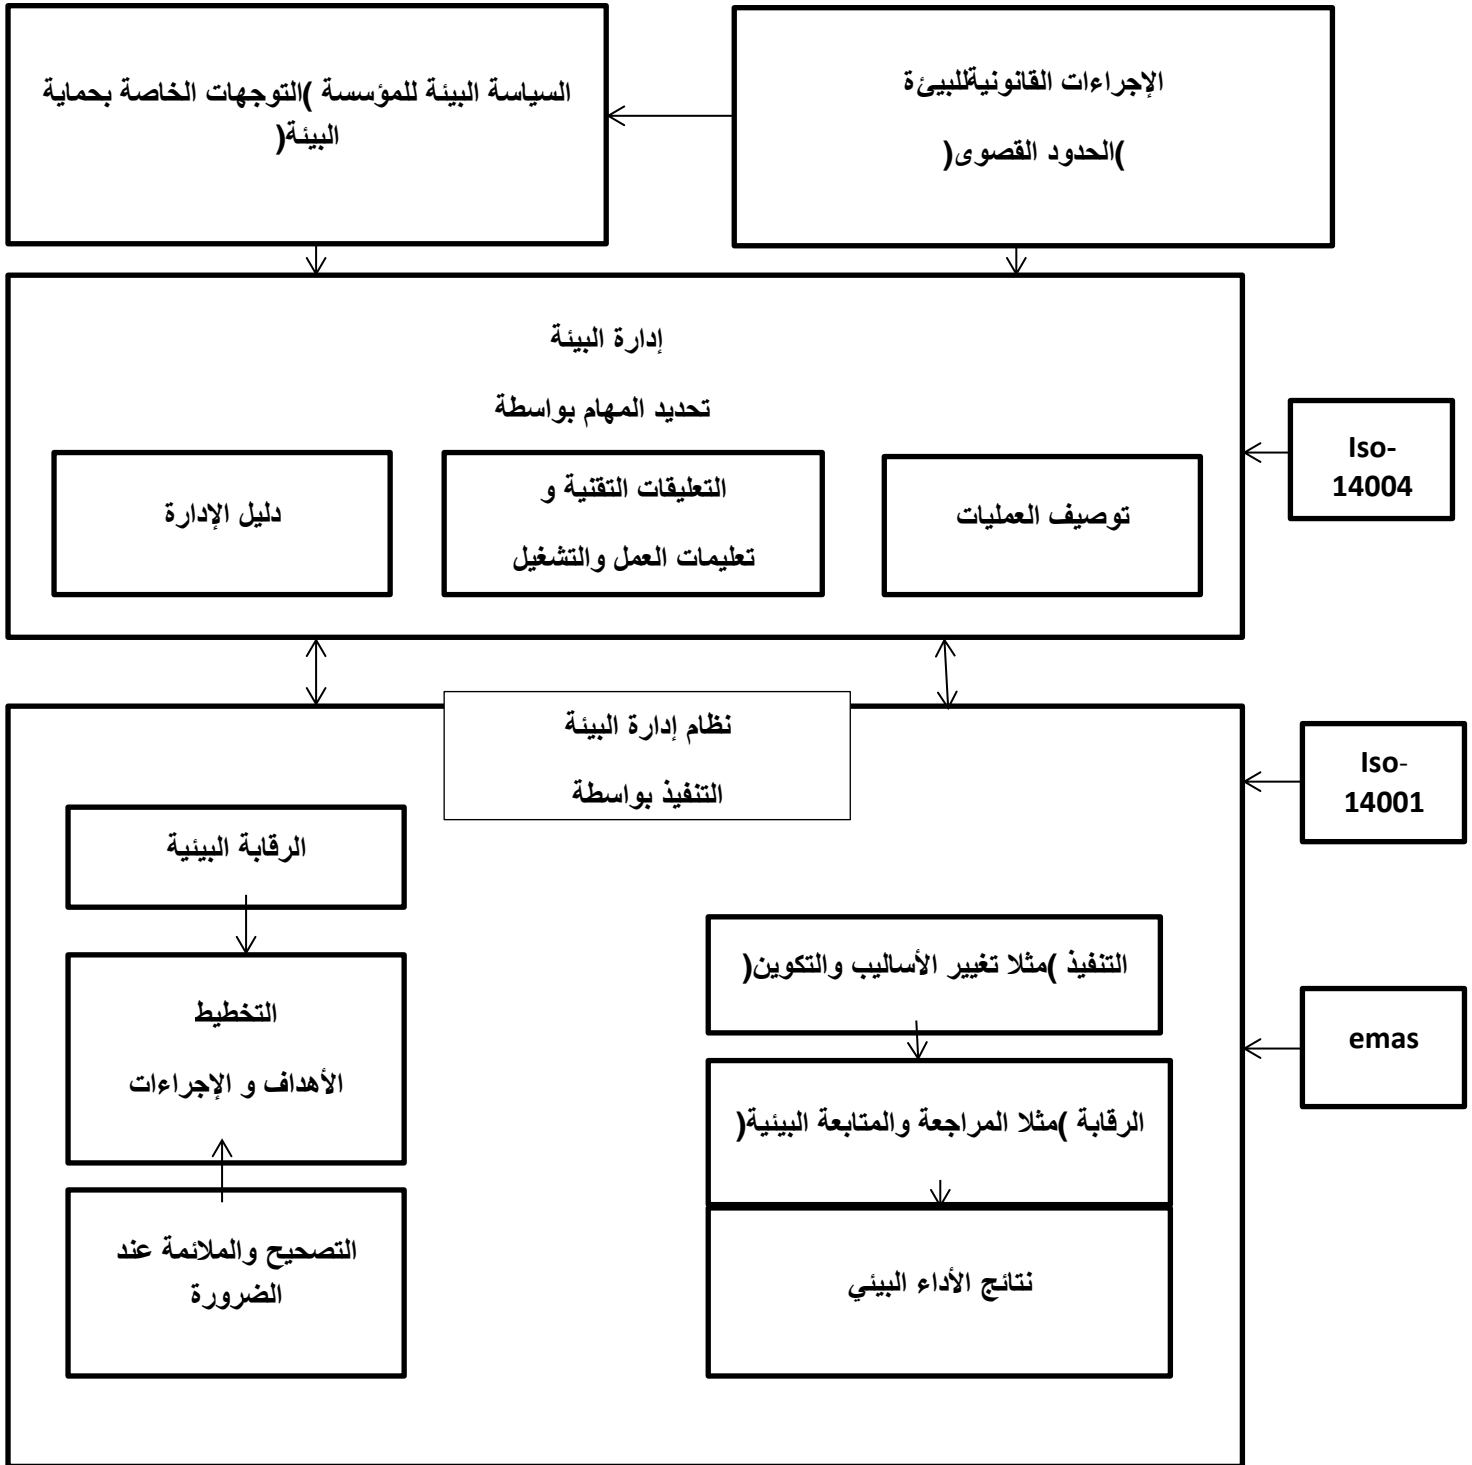 الإجراءات القانونيةللبيئ ة
)الحدود القصوى(
السياسة البيئة للمؤسسة )التوجهات الخاصة بحماية
البيئة(
إدارة البيئة
تحديد المهام بواسطة
توصيف العمليات
التعليقات التقنية و
تعليمات العمل والتشغيل
دليل الإدارة
Iso-
14004
نظام إدارة البيئة
التنفيذ بواسطة
Iso-
14001
الرقابة البيئية
التخطيط
الأهداف و الإجراءات
التصحيح والملائمة عند
الضرورة
التنفيذ )مثلا تغيير الأساليب والتكوين(
الرقابة )مثلا المراجعة والمتابعة البيئية(
نتائج الأداء البيئي
emas